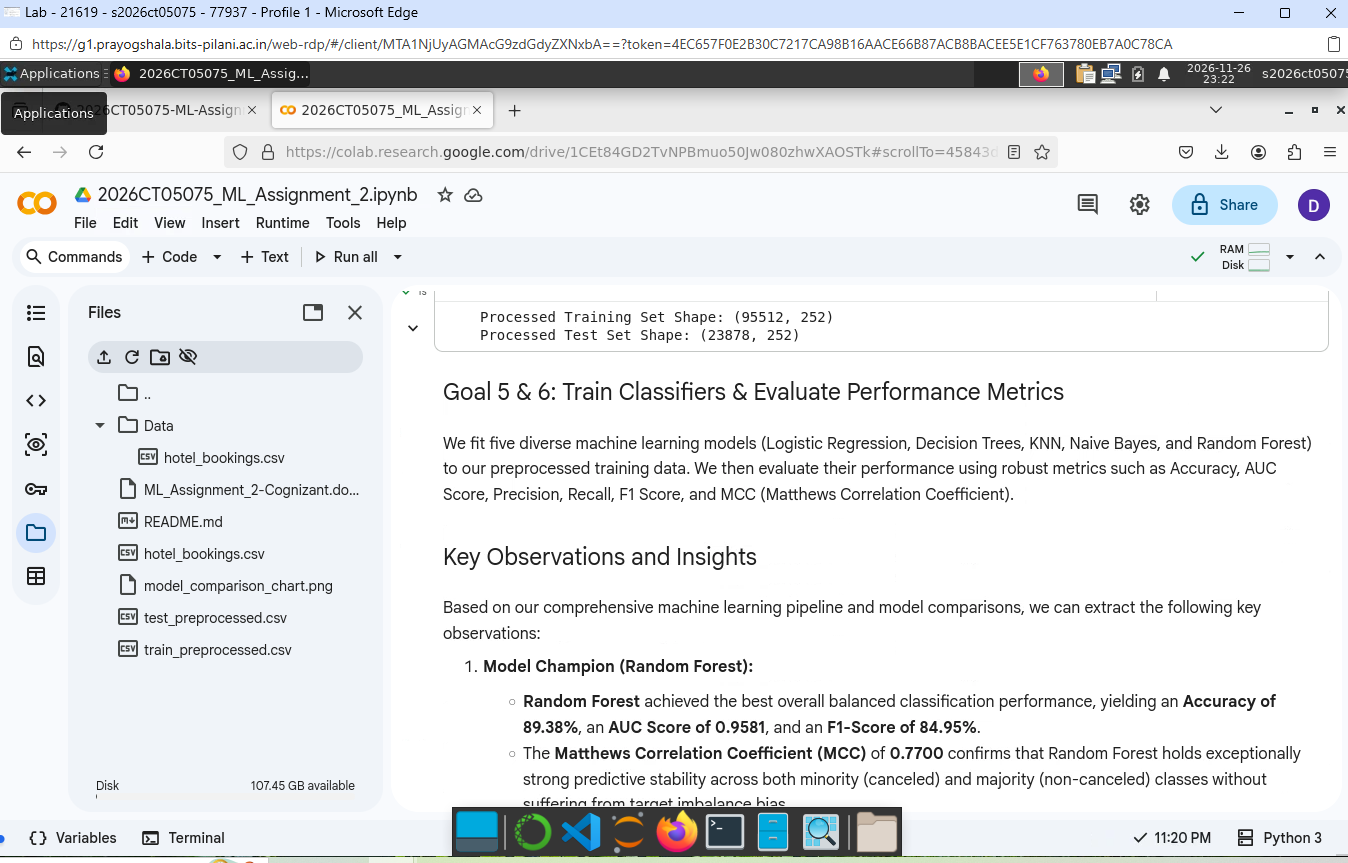 Lab - 21619 - s2026ct05075 - 77937 - Profile 1 - Microsoft Edge
https://g1.prayogshala.bits-pilani.ac.in/web-rdp/#/client/MTA1NjUyAGMAcG9zdGdyZXNxbA==?token=4EC657F0E2B30C7217CA98B16AACE66B87ACB8BACEE5E1CF763780EB7A0C78CA
Applications
2026CT05075_ML_Assig...
2026-11-26
23:22
s2026ct0507
Applications
2026CT05075-ML-Assign
2026CT05075_ML_Assign
https://colab.research.google.com/drive/1CEt84GD2TvNPBmuo50Jw080zhwXAOSTk#scrollTo=45843d
2026CT05075_ML_Assignment_2.ipynb
File Edit View Insert Runtime Tools Help
Share
D
Commands
+ Code
+ Text
Run all
RAM
Disk
Files
..
Data
hotel_bookings.csv
ML_Assignment_2-Cognizant.do...
README.md
hotel_bookings.csv
model_comparison_chart.png
test_preprocessed.csv
train_preprocessed.csv
Disk
107.45 GB available
1s
Processed Training Set Shape: (95512, 252)
Processed Test Set Shape: (23878, 252)
Goal 5 & 6: Train Classifiers & Evaluate Performance Metrics
We fit five diverse machine learning models (Logistic Regression, Decision Trees, KNN, Naive Bayes, and Random Forest)
to our preprocessed training data. We then evaluate their performance using robust metrics such as Accuracy, AUC
Score, Precision, Recall, F1 Score, and MCC (Matthews Correlation Coefficient).
Key Observations and Insights
Based on our comprehensive machine learning pipeline and model comparisons, we can extract the following key
observations:
1. Model Champion (Random Forest):
Random Forest achieved the best overall balanced classification performance, yielding an Accuracy of
89.38%, an AUC Score of 0.9581, and an F1-Score of 84.95%.
The Matthews Correlation Coefficient (MCC) of 0.7700 confirms that Random Forest holds exceptionally
strong predictive stability across both minority (canceled) and majority (non-canceled) classes without
suffering from target imbalance bias
Variables
Terminal
11:20 PM
Python 3